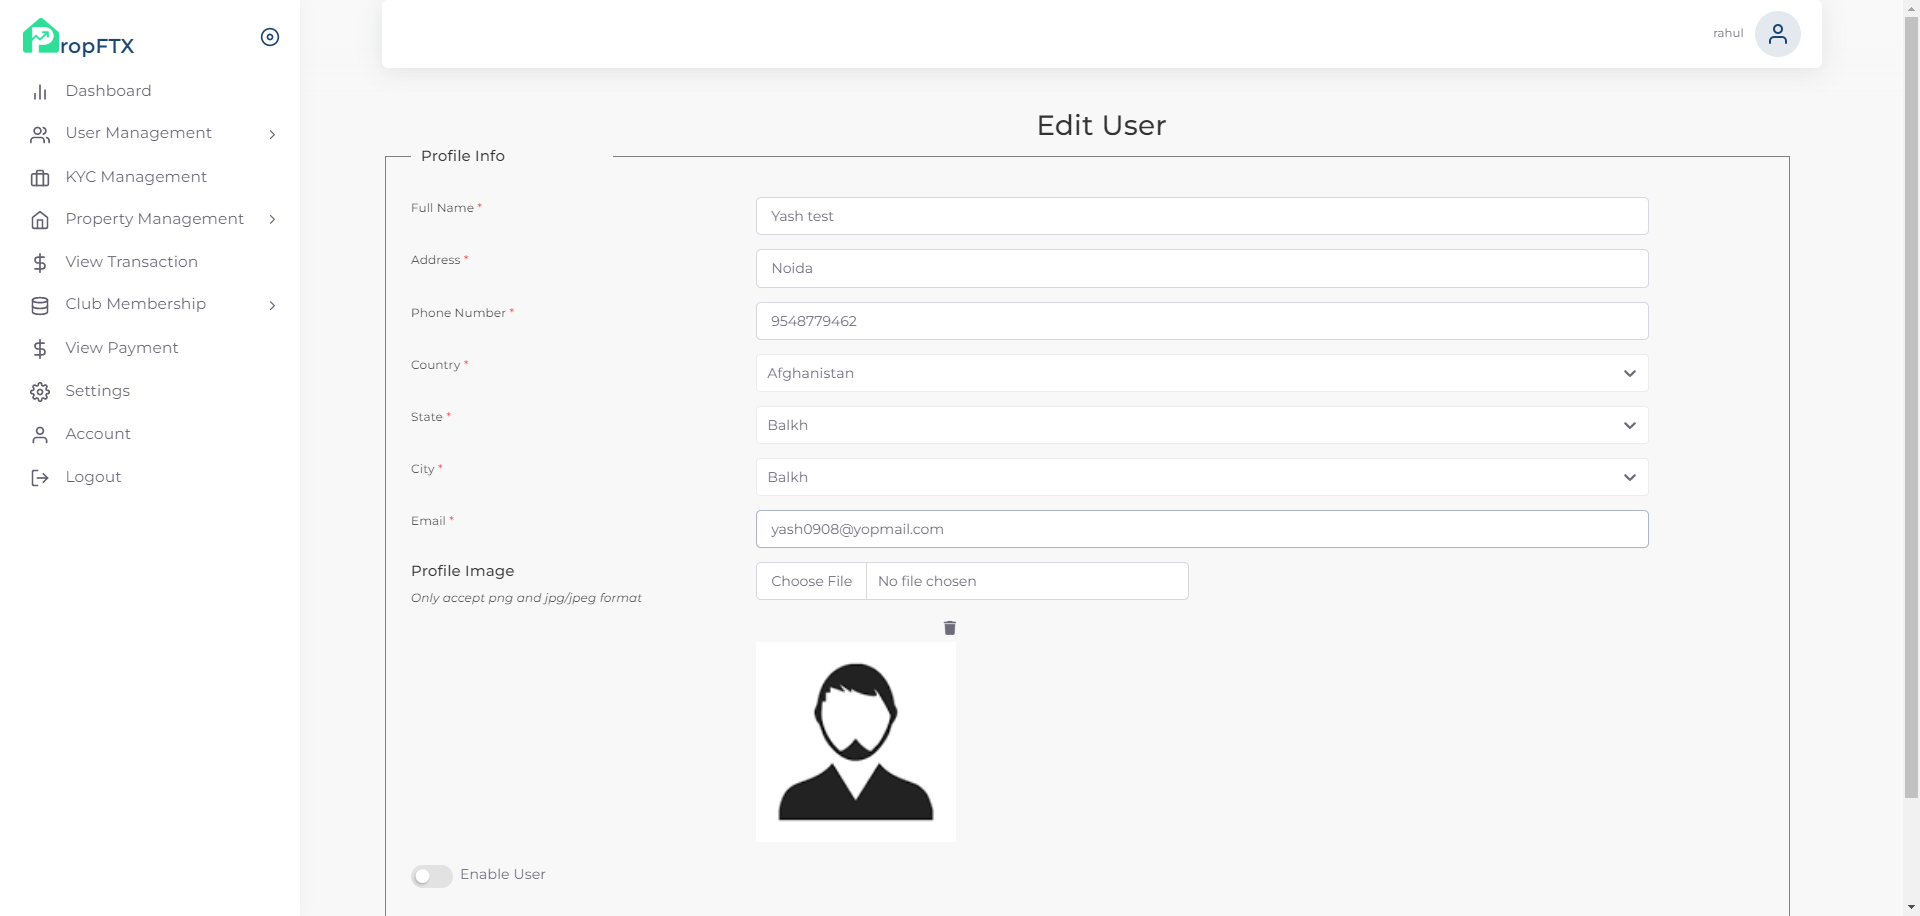 ropFTX
Dashboard
User Management
KYC Management
Property Management
View Transaction
Club Membership
View Payment
Settings
Account
Logout
rahul
Edit User
Profile Info
Full Name *
Yash test
Address *
Noida
Phone Number *
9548779462
Country *
Afghanistan
State *
Balkh
City *
Balkh
Email *
yash0908@yopmail.com
Profile Image
Only accept png and jpg/jpeg format
Choose File No file chosen
Enable User